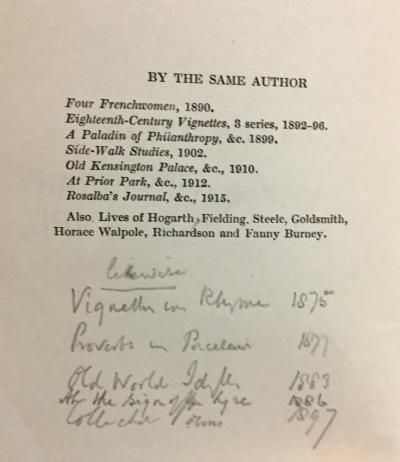 BY THE SAME AUTHOR
Four Frenchwomen, 1890.
Eighteenth-Century Vignettes, 3 series, 1892-96.
A Paladin of Philanthropy, &c. 1899.
Side-Walk Studies, 1902.
Old Kensington Palace, &c., 1910.
At Prior Park, &c., 1912.
Rosalba's Journal, &c., 1915.
Also Lives of Hogarth, Fielding, Steele, Goldsmith,
Horace Walpole, Richardson and Fanny Burney.
likewise
Vignettes in Rhyme 1875
Proverbs in Porcelain 1877
Old World Idylls 1883
At the Sign of the Lyre 1886
Collected Poems 1897